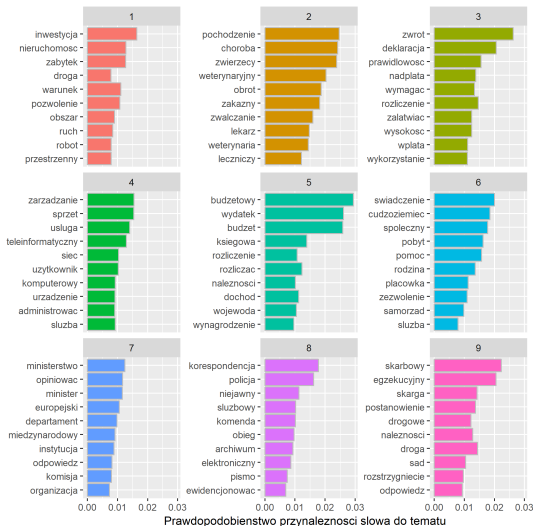 1 2 3
inwestycja
nieruchomosc
zabytek
droga
warunek
pozwolenie
obszar
ruch
robot
przestrzenny
pochodzenie
choroba
zwierzecy
weterynaryjny
obrot
zakazny
zwalczanie
lekarz
weterynaria
leczniczy
zwrot
deklaracja
prawidlowosc
nadplata
wymagac
rozliczenie
zalatwiac
wysokosc
wplata
wykorzystanie
4 5 6
zarzadzanie
sprzet
usluga
teleinformatyczny
siec
uzytkownik
komputerowy
urzadzenie
administrowac
sluzba
budzetowy
wydatek
budzet
ksiegowa
rozliczenie
rozliczac
naleznosci
dochod
wojewoda
wynagrodzenie
swiadczenie
cudzoziemiec
spoleczny
pobyt
pomoc
rodzina
placowka
zezwolenie
samorzad
sluzba
7 8 9
ministerstwo
opiniowac
minister
europejski
departament
miedzynarodowy
instytucja
odpowiedz
komisja
organizacja
korespondencja
policja
niejawny
sluzbowy
komenda
obieg
archiwum
elektroniczny
pismo
ewidencjonowac
skarbowy
egzekucyjny
skarga
postanowienie
drogowe
naleznosci
droga
sad
rozstrzygniecie
odpowiedz
0.00 0.01 0.02 0.03 0.00 0.01 0.02 0.03 0.00 0.01 0.02 0.03
Prawdopodobienstwo przynaleznosci slowa do tematu